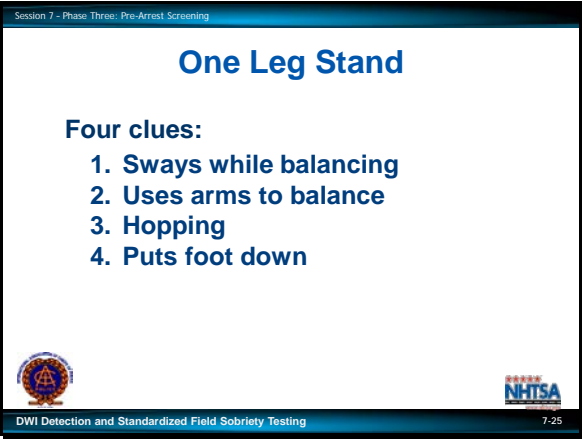 Session 7 - Phase Three: Pre-Arrest Screening
One Leg Stand
Four clues:
1. Sways while balancing
2. Uses arms to balance
3. Hopping
4. Puts foot down
NHTSA
DWI Detection and Standardized Field Sobriety Testing 7-25